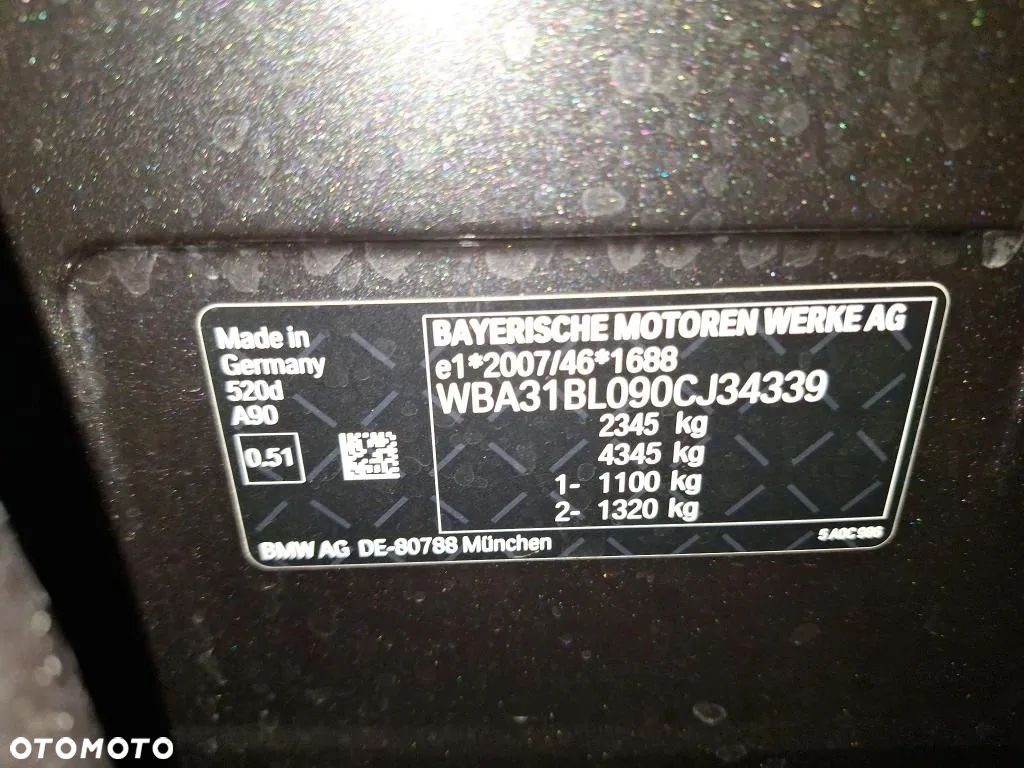 Made in
Germany
520d
A90
0.51
BAYERISCHE MOTOREN WERKE AG
e1*2007/46*1688
WBA31BL090CJ34339
2345 kg
4345 kg
1- 1100 kg
2- 1320 kg
BMW AG DE-80788 München
OTOMOTO